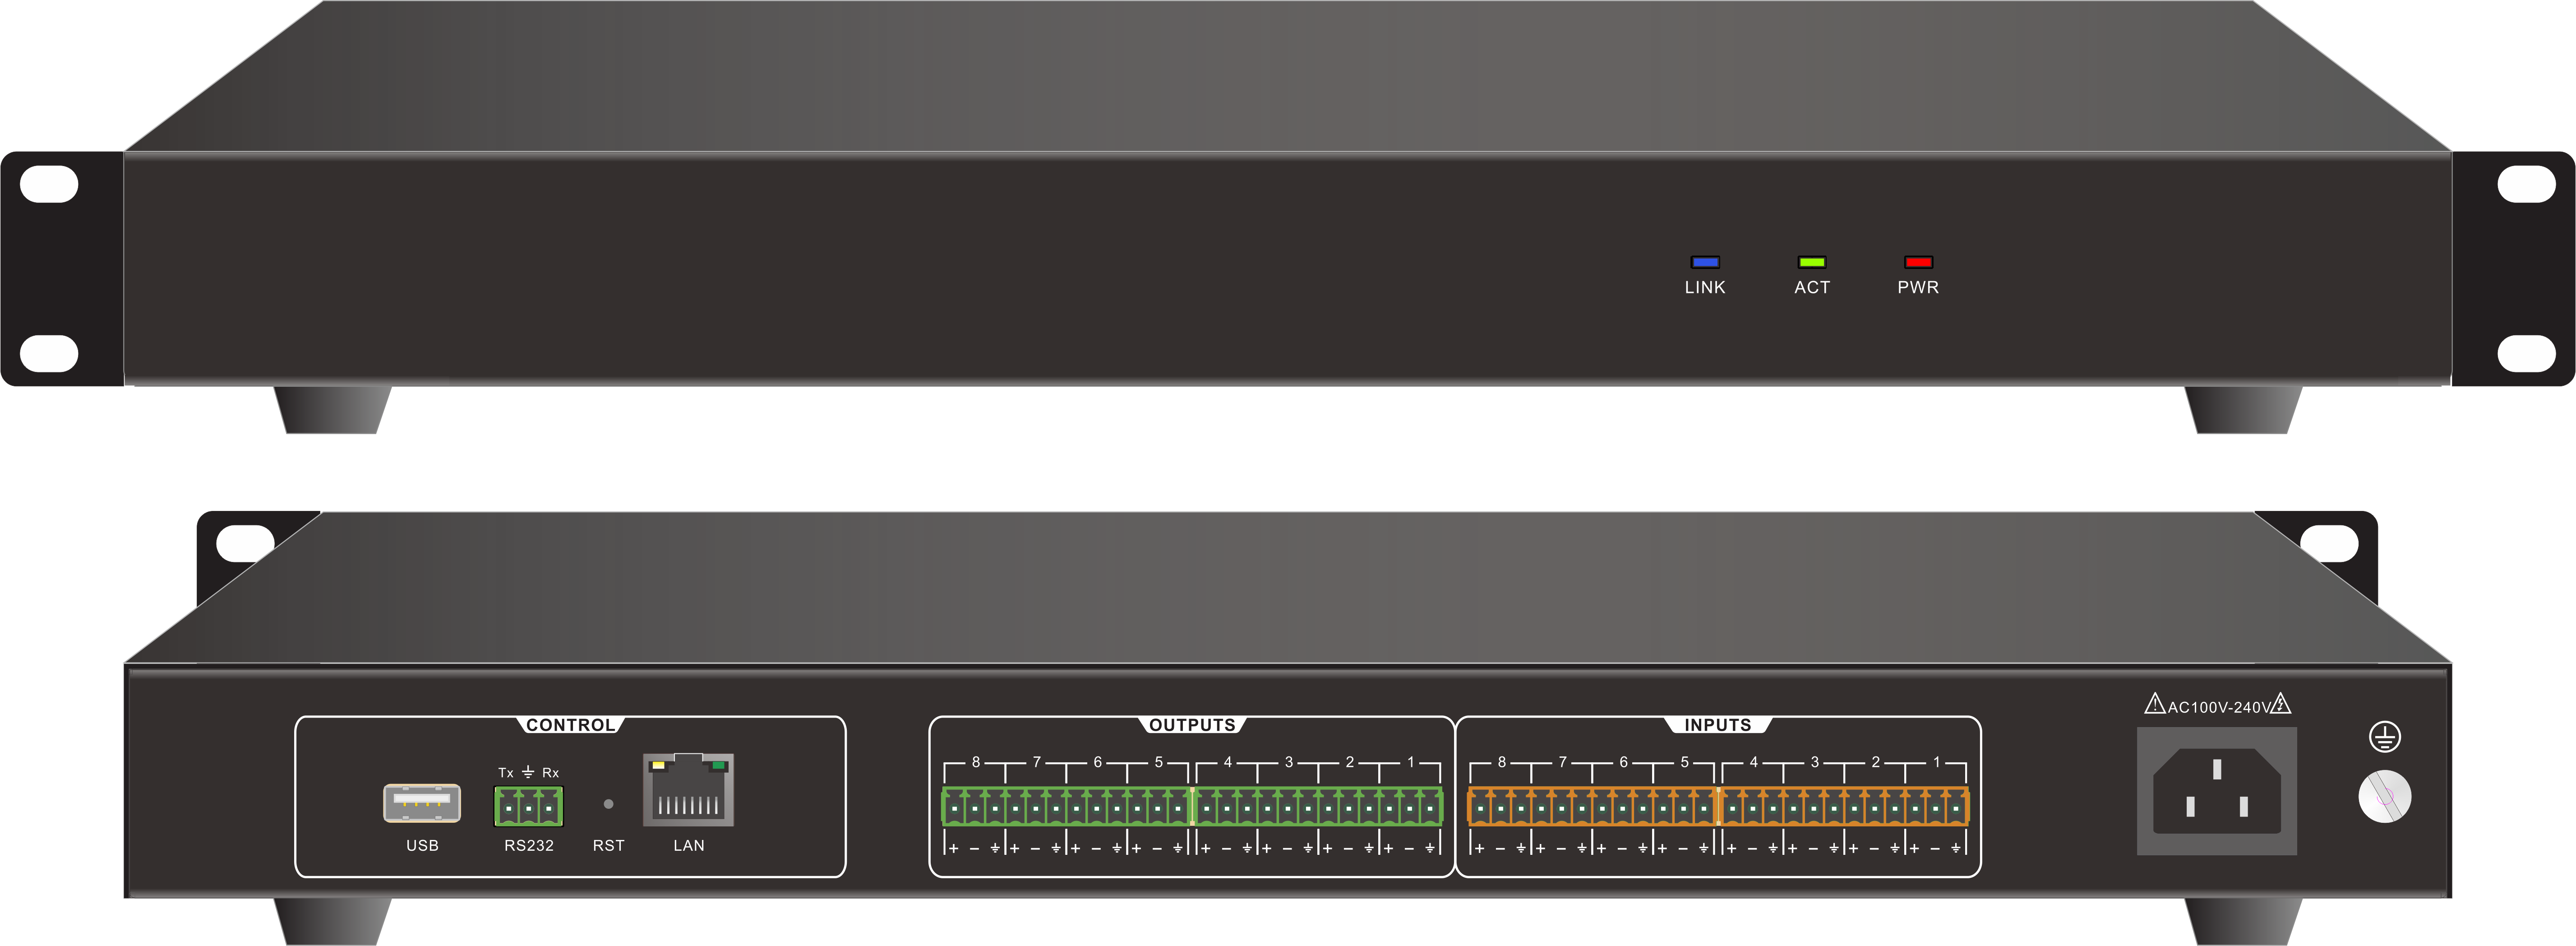 LINK ACT PWR
AC100V-240V
CONTROL OUTPUTS INPUTS
8 7 6 5 4 3 2 1 8 7 6 5 4 3 2 1
Tx Rx
USB RS232 RST LAN
+ - + - + - + - + - + - + - + - + - + - + - + - + - + - + - + -